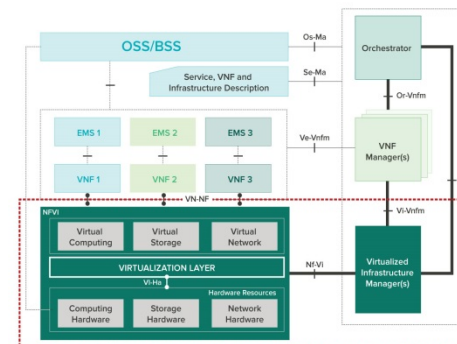 OSS/BSS
Os-Ma
Orchestrator
Service, VNF and
Infrastructure Description
Se-Ma
Or-Vnfm
EMS 1
EMS 2
EMS 3
Ve-Vnfm
VNF
Manager(s)
VNF 1
VNF 2
VNF 3
VN-NF
Vi-Vnfm
NFVI
Virtual
Computing
Virtual
Storage
Virtual
Network
VIRTUALIZATION LAYER
Nf-Vi
Virtualized
Infrastructure
Manager(s)
VI-Ha
Hardware Resources
Computing
Hardware
Storage
Hardware
Network
Hardware